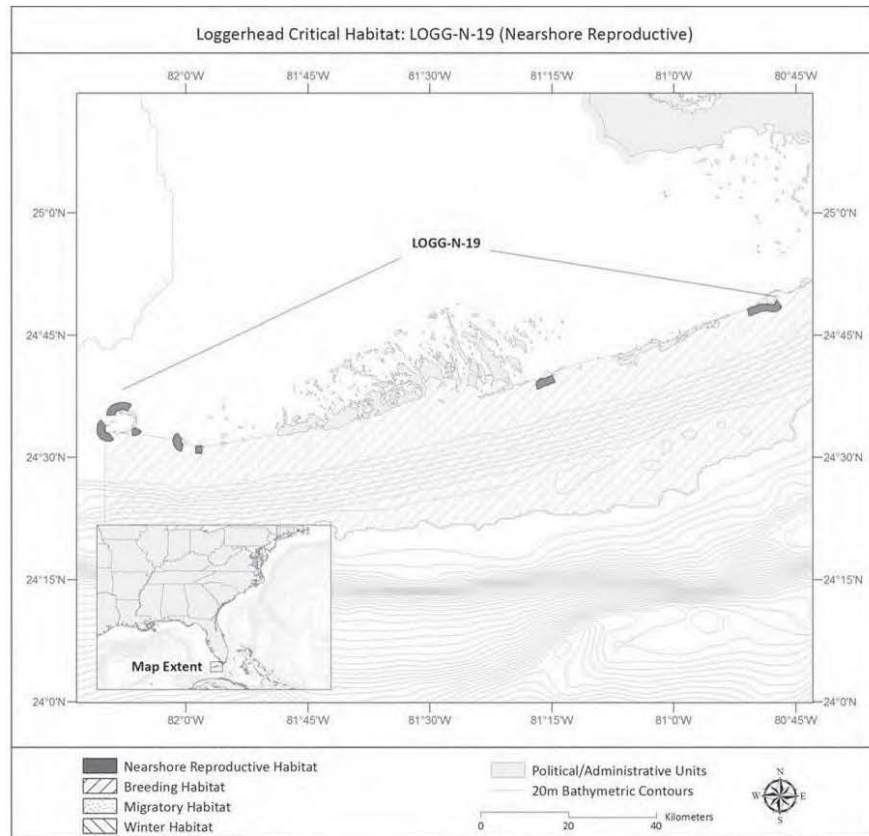 Loggerhead Critical Habitat: LOGG-N-19 (Nearshore Reproductive)
82°0'W 81°45'W 81°30'W 81°15'W 81°0'W 80°45'W
25°0'N 25°0'N
LOGG-N-19
24°45'N 24°45'N
24°30'N 24°30'N
24°15'N 24°15'N
Map Extent
24°0'N 24°0'N
82°0'W 81°45'W 81°30'W 81°15'W 81°0'W 80°45'W
Nearshore Reproductive Habitat
Breeding Habitat
Migratory Habitat
Winter Habitat
Political/Administrative Units
20m Bathymetric Contours
Kilometers
0 20 40
N
W E
S